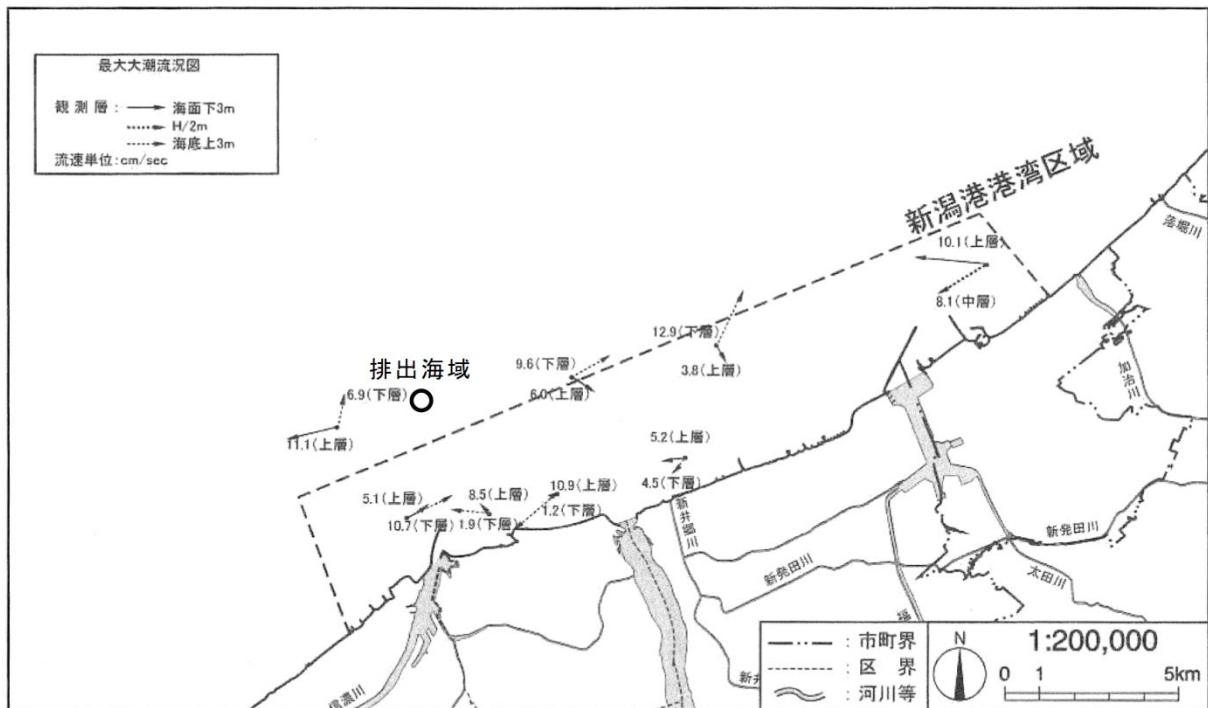 最大大潮流況図
観測層： 海面下3m
H/2m
海底上3m
流速単位：cm/sec
新潟港港湾区域
落堀川
10.1(上層)
8.1(中層)
12.9(下層)
3.8(上層)
加治川
排出海域
9.6(下層)
6.0(上層)
6.9(下層)
11.1(上層)
5.2(上層)
4.5(下層)
5.1(上層)
8.5(上層)
10.9(上層)
10.7(下層)
1.9(下層)
1.2(下層)
新井郷川
新発田川
新発田川
太田川
信濃川
新井
：市町界
：区 界
：河川等
N
1:200,000
0 1 5km